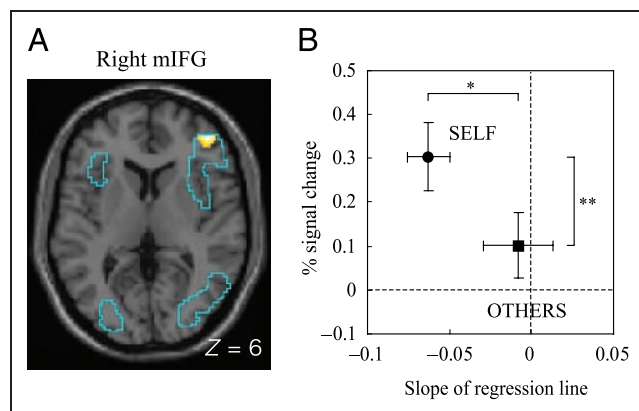 A
Right mIFG
Z = 6
B
% signal change
0.5
0.4
0.3
0.2
0.1
0
–0.1
*
SELF
**
OTHERS
–0.1
–0.05
0
0.05
Slope of regression line